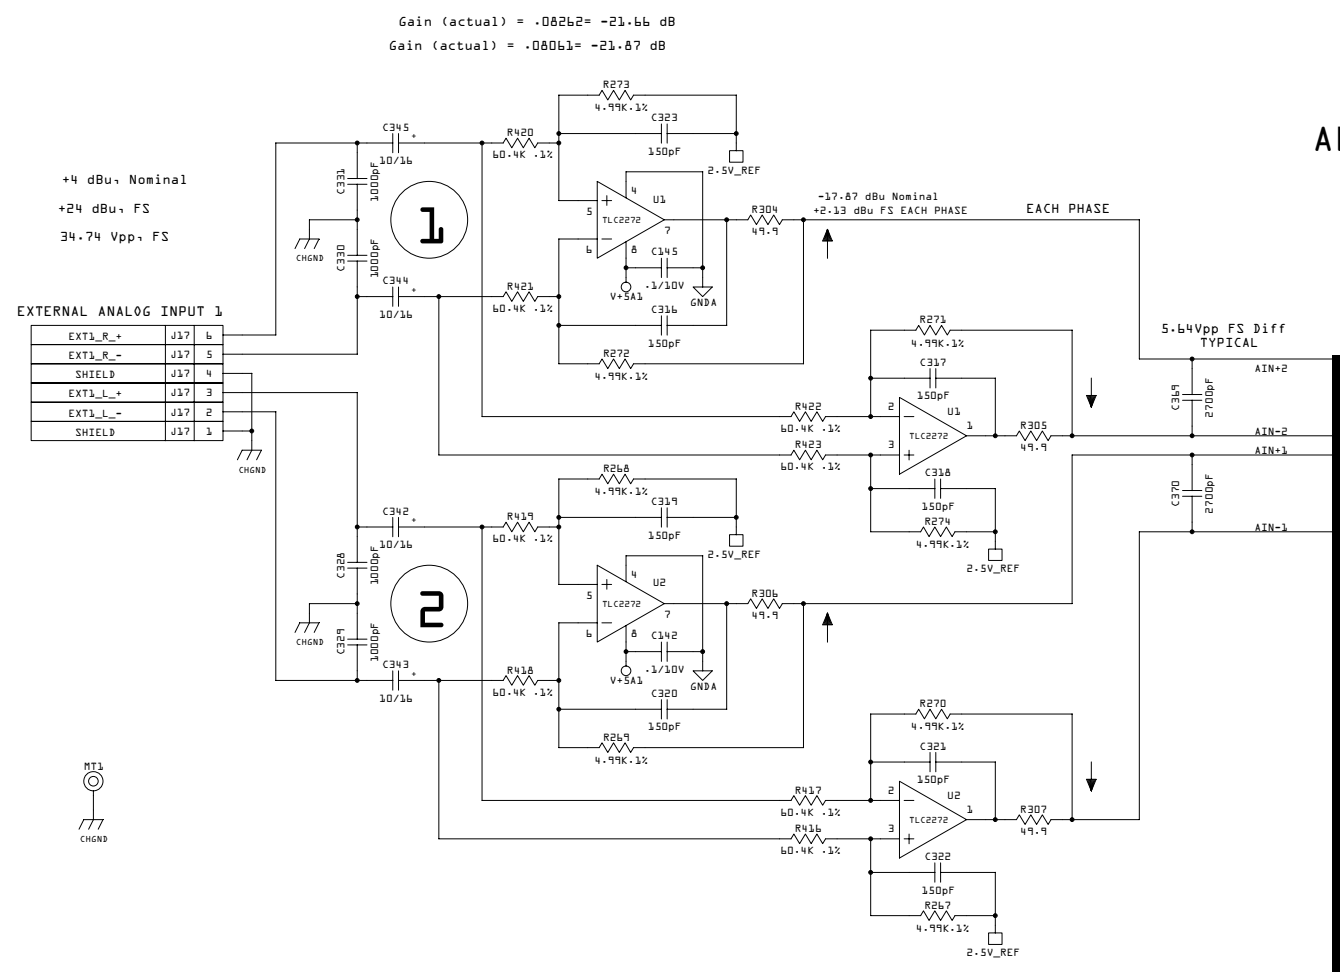 Gain (actual) = .08262= -21.66 dB
Gain (actual) = .08061= -21.87 dB
+4 dBu, Nominal
+24 dBu, FS
34.74 Vpp, FS
EXTERNAL ANALOG INPUT 1
EXT1_R_+ J17 6
EXT1_R_- J17 5
SHIELD J17 4
EXT1_L_+ J17 3
EXT1_L_- J17 2
SHIELD J17 1
CHGND
MT1
CHGND
C345
+
10/16
C331
1000pF
CHGND
C330
1000pF
C344
+
10/16
1
R420
60.4K .1%
R273
4.99K.1%
C323
150pF
2.5V_REF
U1
TLC2272
4
5
+
6
-
7
8
C145
.1/10V
V+5A1
GNDA
R421
60.4K .1%
C316
150pF
R272
4.99K.1%
R304
49.9
-17.87 dBu Nominal
+2.13 dBu FS EACH PHASE
EACH PHASE
R271
4.99K.1%
C317
150pF
R422
60.4K .1%
R423
60.4K .1%
2
-
3
+
U1
TLC2272
1
R305
49.9
C318
150pF
R274
4.99K.1%
2.5V_REF
5.64Vpp FS Diff
TYPICAL
AIN+2
C369
2700pF
AIN-2
AIN+1
C370
2700pF
AIN-1
C342
+
10/16
C328
1000pF
CHGND
C329
1000pF
C343
+
10/16
2
R419
60.4K .1%
R268
4.99K.1%
C319
150pF
2.5V_REF
U2
TLC2272
4
5
+
6
-
7
8
C142
.1/10V
V+5A1
GNDA
R418
60.4K .1%
C320
150pF
R269
4.99K.1%
R306
49.9
R270
4.99K.1%
C321
150pF
R417
60.4K .1%
R416
60.4K .1%
2
-
3
+
U2
TLC2272
1
R307
49.9
C322
150pF
R267
4.99K.1%
2.5V_REF